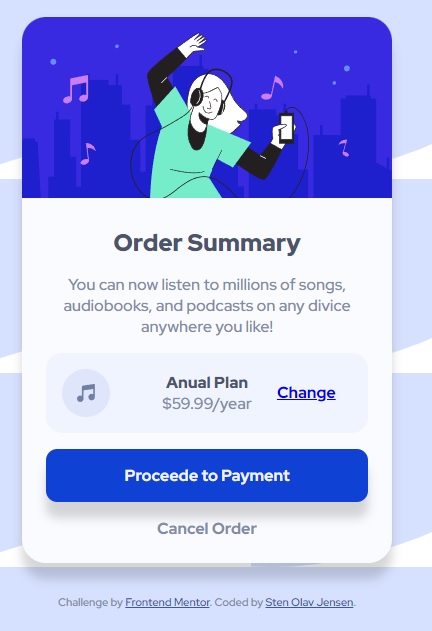 Order Summary
You can now listen to millions of songs,
audiobooks, and podcasts on any divice
anywhere you like!
Anual Plan
$59.99/year
Change
Proceede to Payment
Cancel Order
Challenge by Frontend Mentor. Coded by Sten Olav Jensen.